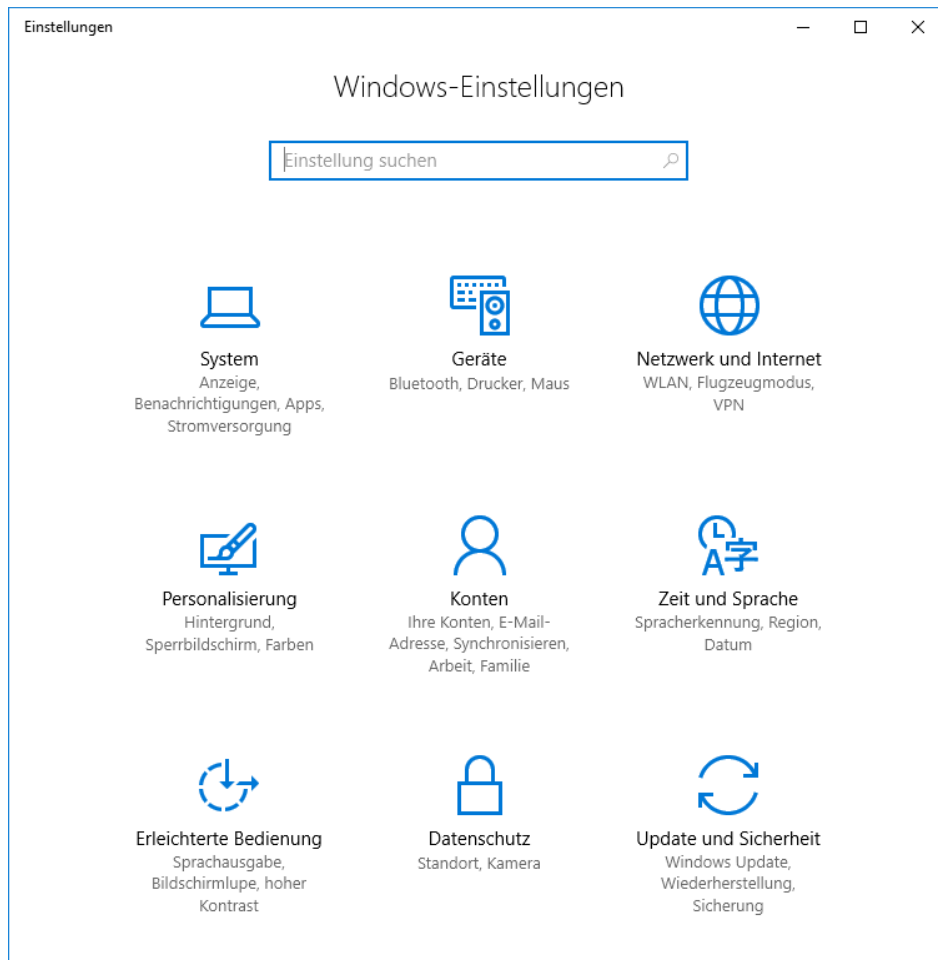 Einstellungen
Windows-Einstellungen
Einstellung suchen
System
Anzeige,
Benachrichtigungen, Apps,
Stromversorgung
Geräte
Bluetooth, Drucker, Maus
Netzwerk und Internet
WLAN, Flugzeugmodus,
VPN
Personalisierung
Hintergrund,
Sperrbildschirm, Farben
Konten
Ihre Konten, E-Mail-
Adresse, Synchronisieren,
Arbeit, Familie
Zeit und Sprache
Spracherkennung, Region,
Datum
Erleichterte Bedienung
Sprachausgabe,
Bildschirmlupe, hoher
Kontrast
Datenschutz
Standort, Kamera
Update und Sicherheit
Windows Update,
Wiederherstellung,
Sicherung